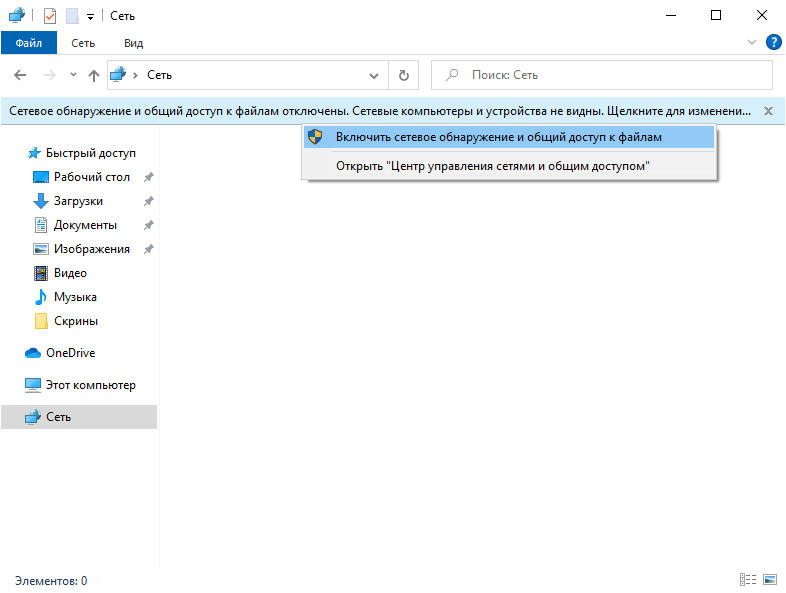 Сеть
Файл
Сеть
Вид
Сеть
Поиск: Сеть
Сетевое обнаружение и общий доступ к файлам отключены. Сетевые компьютеры и устройства не видны. Щелкните для изменени...
Включить сетевое обнаружение и общий доступ к файлам
Открыть "Центр управления сетями и общим доступом"
Быстрый доступ
Рабочий стол
Загрузки
Документы
Изображения
Видео
Музыка
Скрины
OneDrive
Этот компьютер
Сеть
Элементов: 0